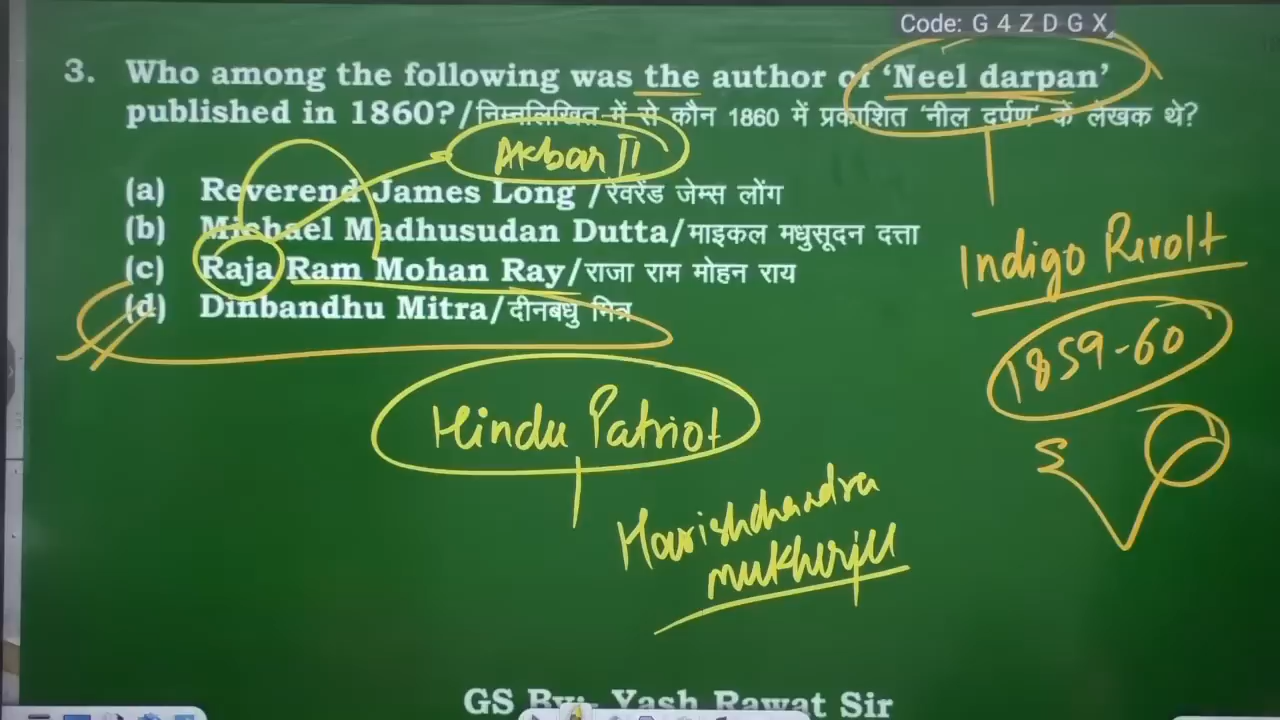 Code: G 4 Z D G X
3. Who among the following was the author of 'Neel darpan'
published in 1860?/निम्नलिखित में से कौन 1860 में प्रकाशित 'नील दर्पण' के लेखक थे?
Akbar II
(a) Reverend James Long /रेवरेंड जेम्स लोंग
(b) Michael Madhusudan Dutta/माइकल मधुसूदन दत्ता
(c) Raja Ram Mohan Ray/राजा राम मोहन राय
(d) Dinbandhu Mitra/दीनबधु मित्र
Indigo Revolt
1859-60
Hindu Patriot
Harishchandra
mukherjee
GS By:- Yash Rawat Sir